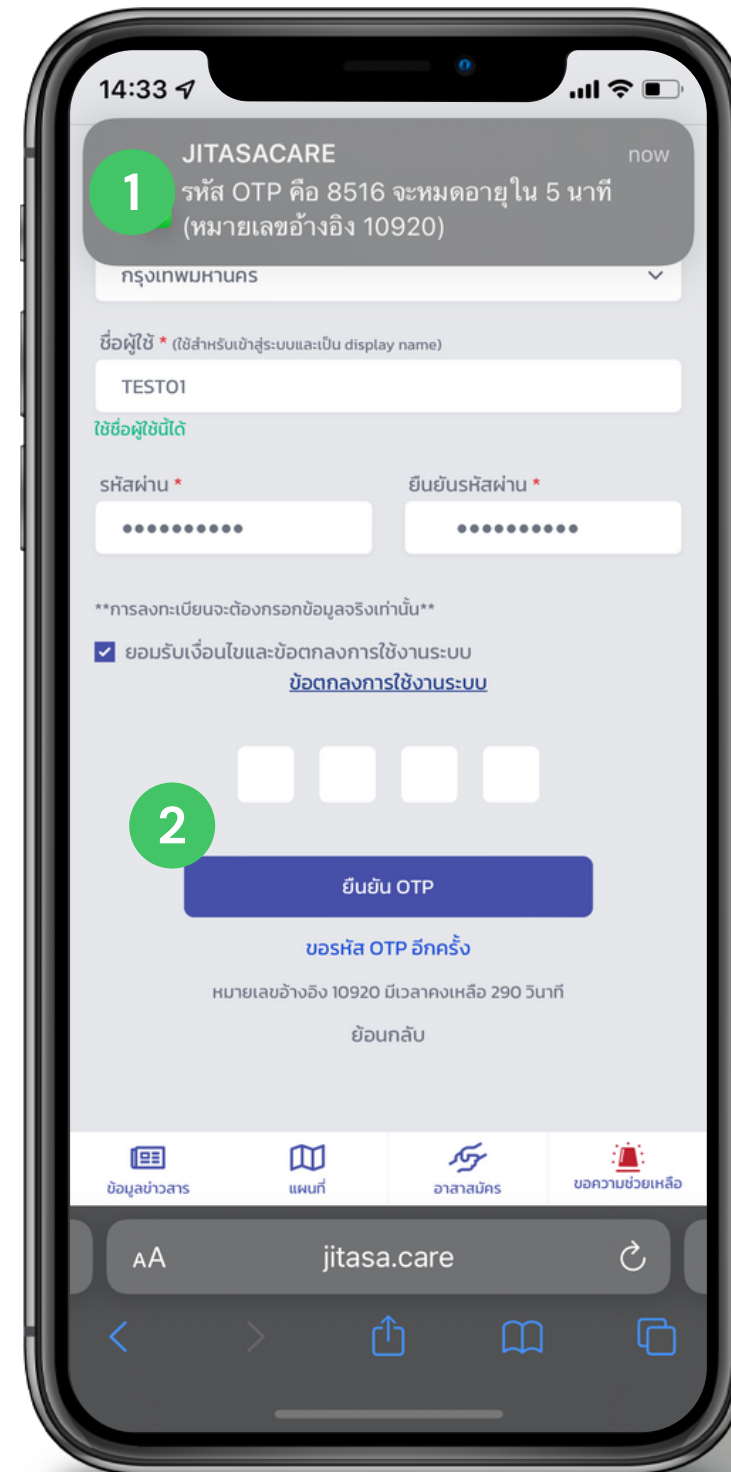 14:33
JITASACARE now
1
รหัส OTP คือ 8516 จะหมดอายุใน 5 นาที
(หมายเลขอ้างอิง 10920)
กรุงเทพมหานคร
ชื่อผู้ใช้ * (ใช้สำหรับเข้าสู่ระบบและเป็น display name)
TEST01
ใช้ชื่อผู้ใช้นี้ได้
รหัสผ่าน * ยืนยันรหัสผ่าน *
**การลงทะเบียนจะต้องกรอกข้อมูลจริงเท่านั้น**
ยอมรับเงื่อนไขและข้อตกลงการใช้งานระบบ
ข้อตกลงการใช้งานระบบ
2
ยืนยัน OTP
ขอรหัส OTP อีกครั้ง
หมายเลขอ้างอิง 10920 มีเวลาคงเหลือ 290 วินาที
ย้อนกลับ
ข้อมูลข่าวสาร แผนที่ อาสาสมัคร ขอความช่วยเหลือ
AA jitasa.care